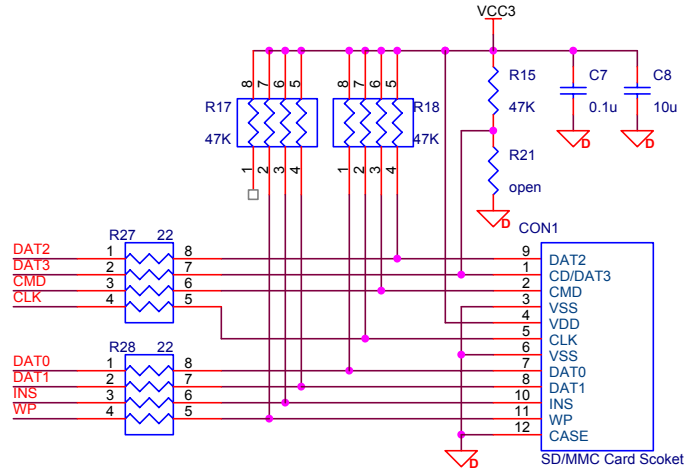 VCC3
8 7 6 5 8 7 6 5
R17 R18 R15 C7 C8
47K 47K 47K 0.1u 10u
1 2 3 4 1 2 3 4
R21
open
D D
D
CON1
R27 22
DAT2 1 8 9 DAT2
DAT3 2 7 1 CD/DAT3
CMD 3 6 2 CMD
CLK 4 5 3 VSS
4 VDD
5 CLK
R28 22 6 VSS
DAT0 1 8 7 DAT0
DAT1 2 7 8 DAT1
INS 3 6 10 INS
WP 4 5 11 WP
12 CASE
D
SD/MMC Card Scoket